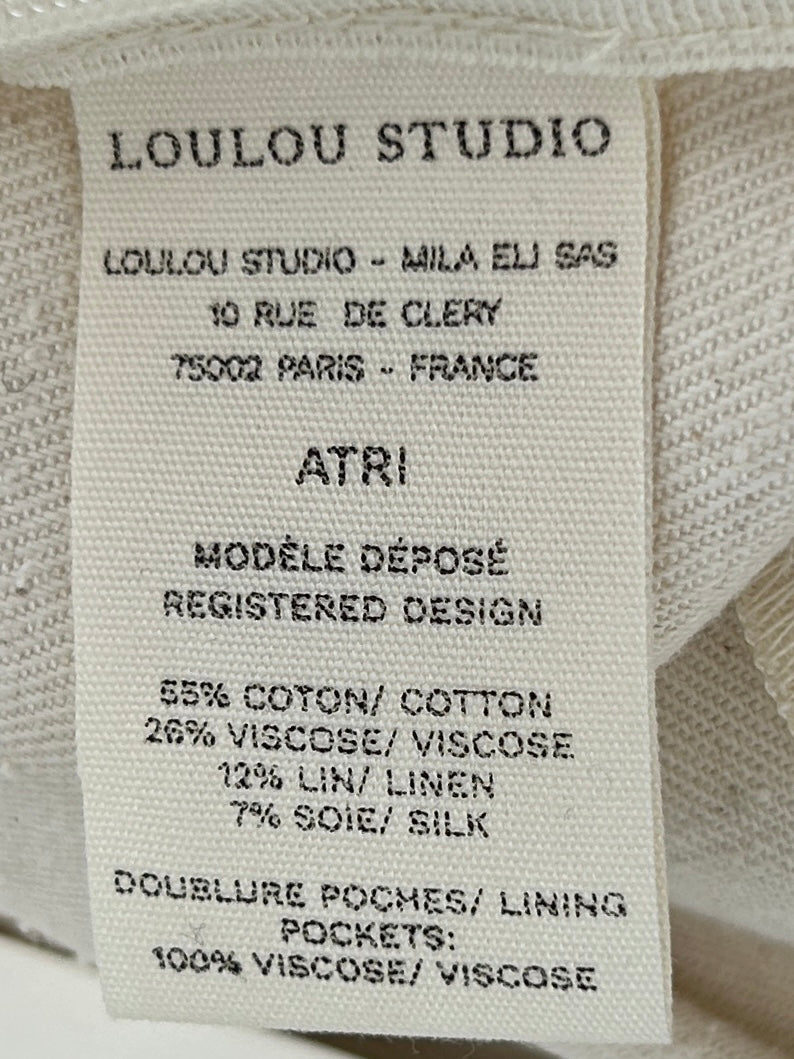 LOULOU STUDIO
LOULOU STUDIO - MILA ELI SAS
10 RUE DE CLERY
75002 PARIS - FRANCE
ATRI
MODÈLE DÉPOSÉ
REGISTERED DESIGN
55% COTON/ COTTON
26% VISCOSE/ VISCOSE
12% LIN/ LINEN
7% SOIE/ SILK
DOUBLURE POCHES/ LINING
POCKETS:
100% VISCOSE/ VISCOSE